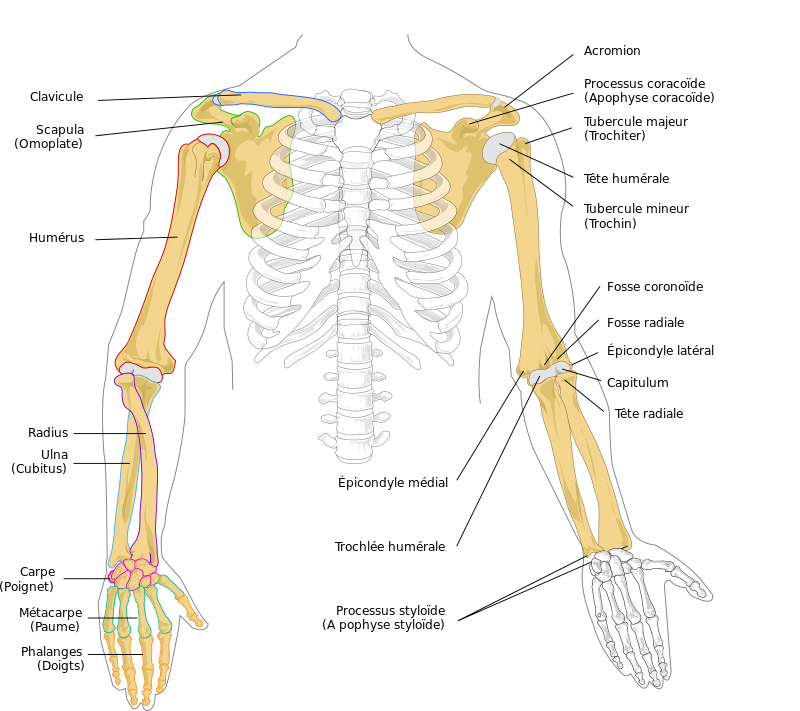 Clavicule
Scapula
(Omoplate)
Humérus
Radius
Ulna
(Cubitus)
Carpe
(Poignet)
Métacarpe
(Paume)
Phalanges
(Doigts)
Acromion
Processus coracoïde
(Apophyse coracoïde)
Tubercule majeur
(Trochiter)
Tête humérale
Tubercule mineur
(Trochin)
Fosse coronoïde
Fosse radiale
Épicondyle latéral
Capitulum
Tête radiale
Épicondyle médial
Trochlée humérale
Processus styloïde
(A pophyse styloïde)